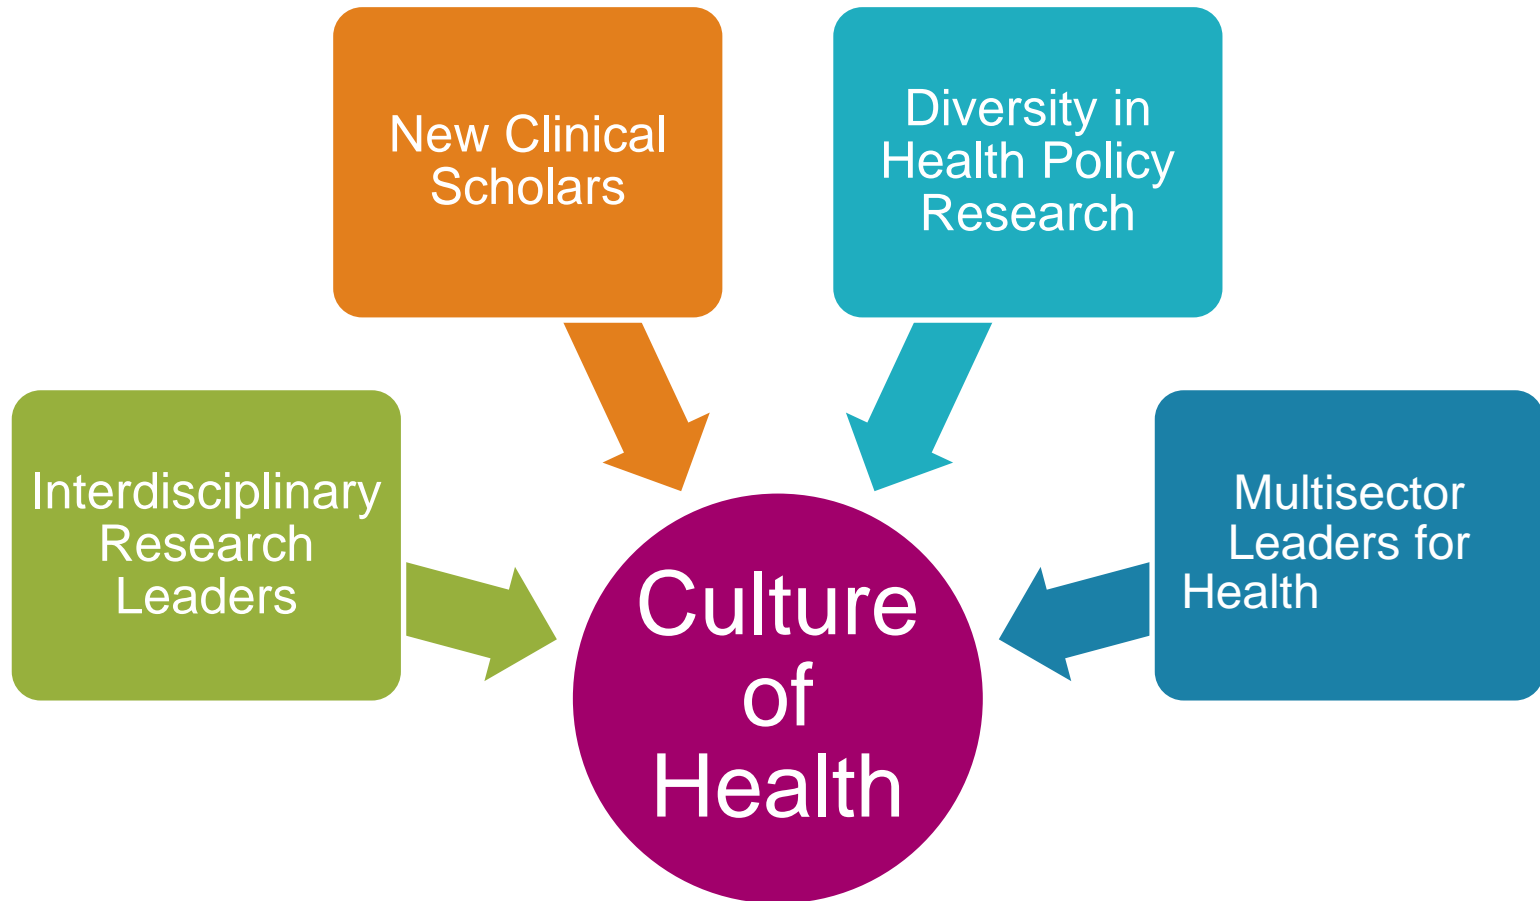 New Clinical
Scholars
Diversity in
Health Policy
Research
Interdisciplinary
Research
Leaders
Multisector
Leaders for
Health
Culture
of
Health